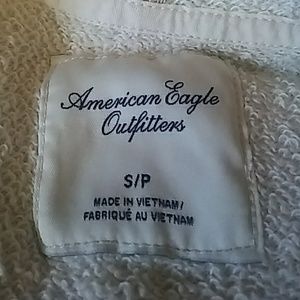 American Eagle
Outfitters
S/P
MADE IN VIETNAM/
FABRIQUÉ AU VIETNAM